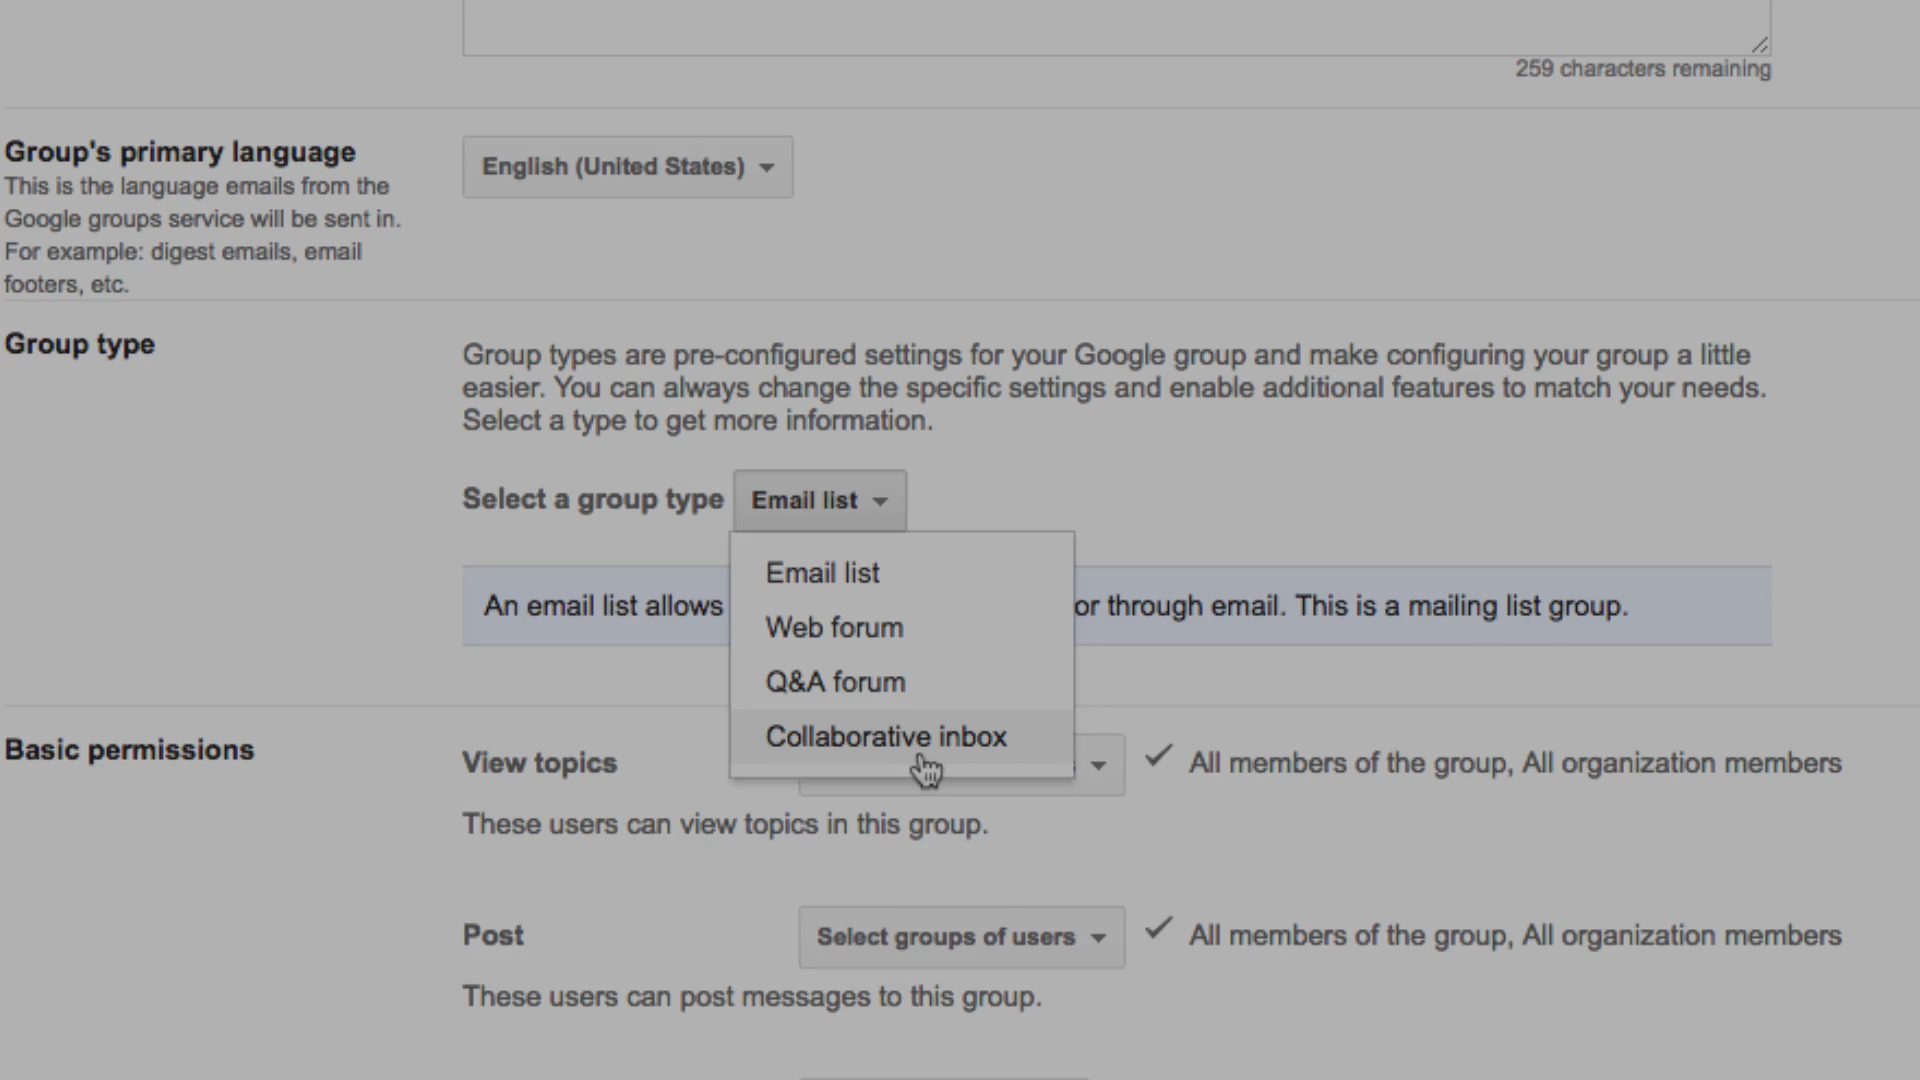 259 characters remaining
Group's primary language
English (United States)
This is the language emails from the
Google groups service will be sent in.
For example: digest emails, email
footers, etc.
Group type
Group types are pre-configured settings for your Google group and make configuring your group a little
easier. You can always change the specific settings and enable additional features to match your needs.
Select a type to get more information.
Select a group type Email list
Email list
An email list allows or through email. This is a mailing list group.
Web forum
Q&A forum
Collaborative inbox
Basic permissions
View topics All members of the group, All organization members
These users can view topics in this group.
Post Select groups of users All members of the group, All organization members
These users can post messages to this group.